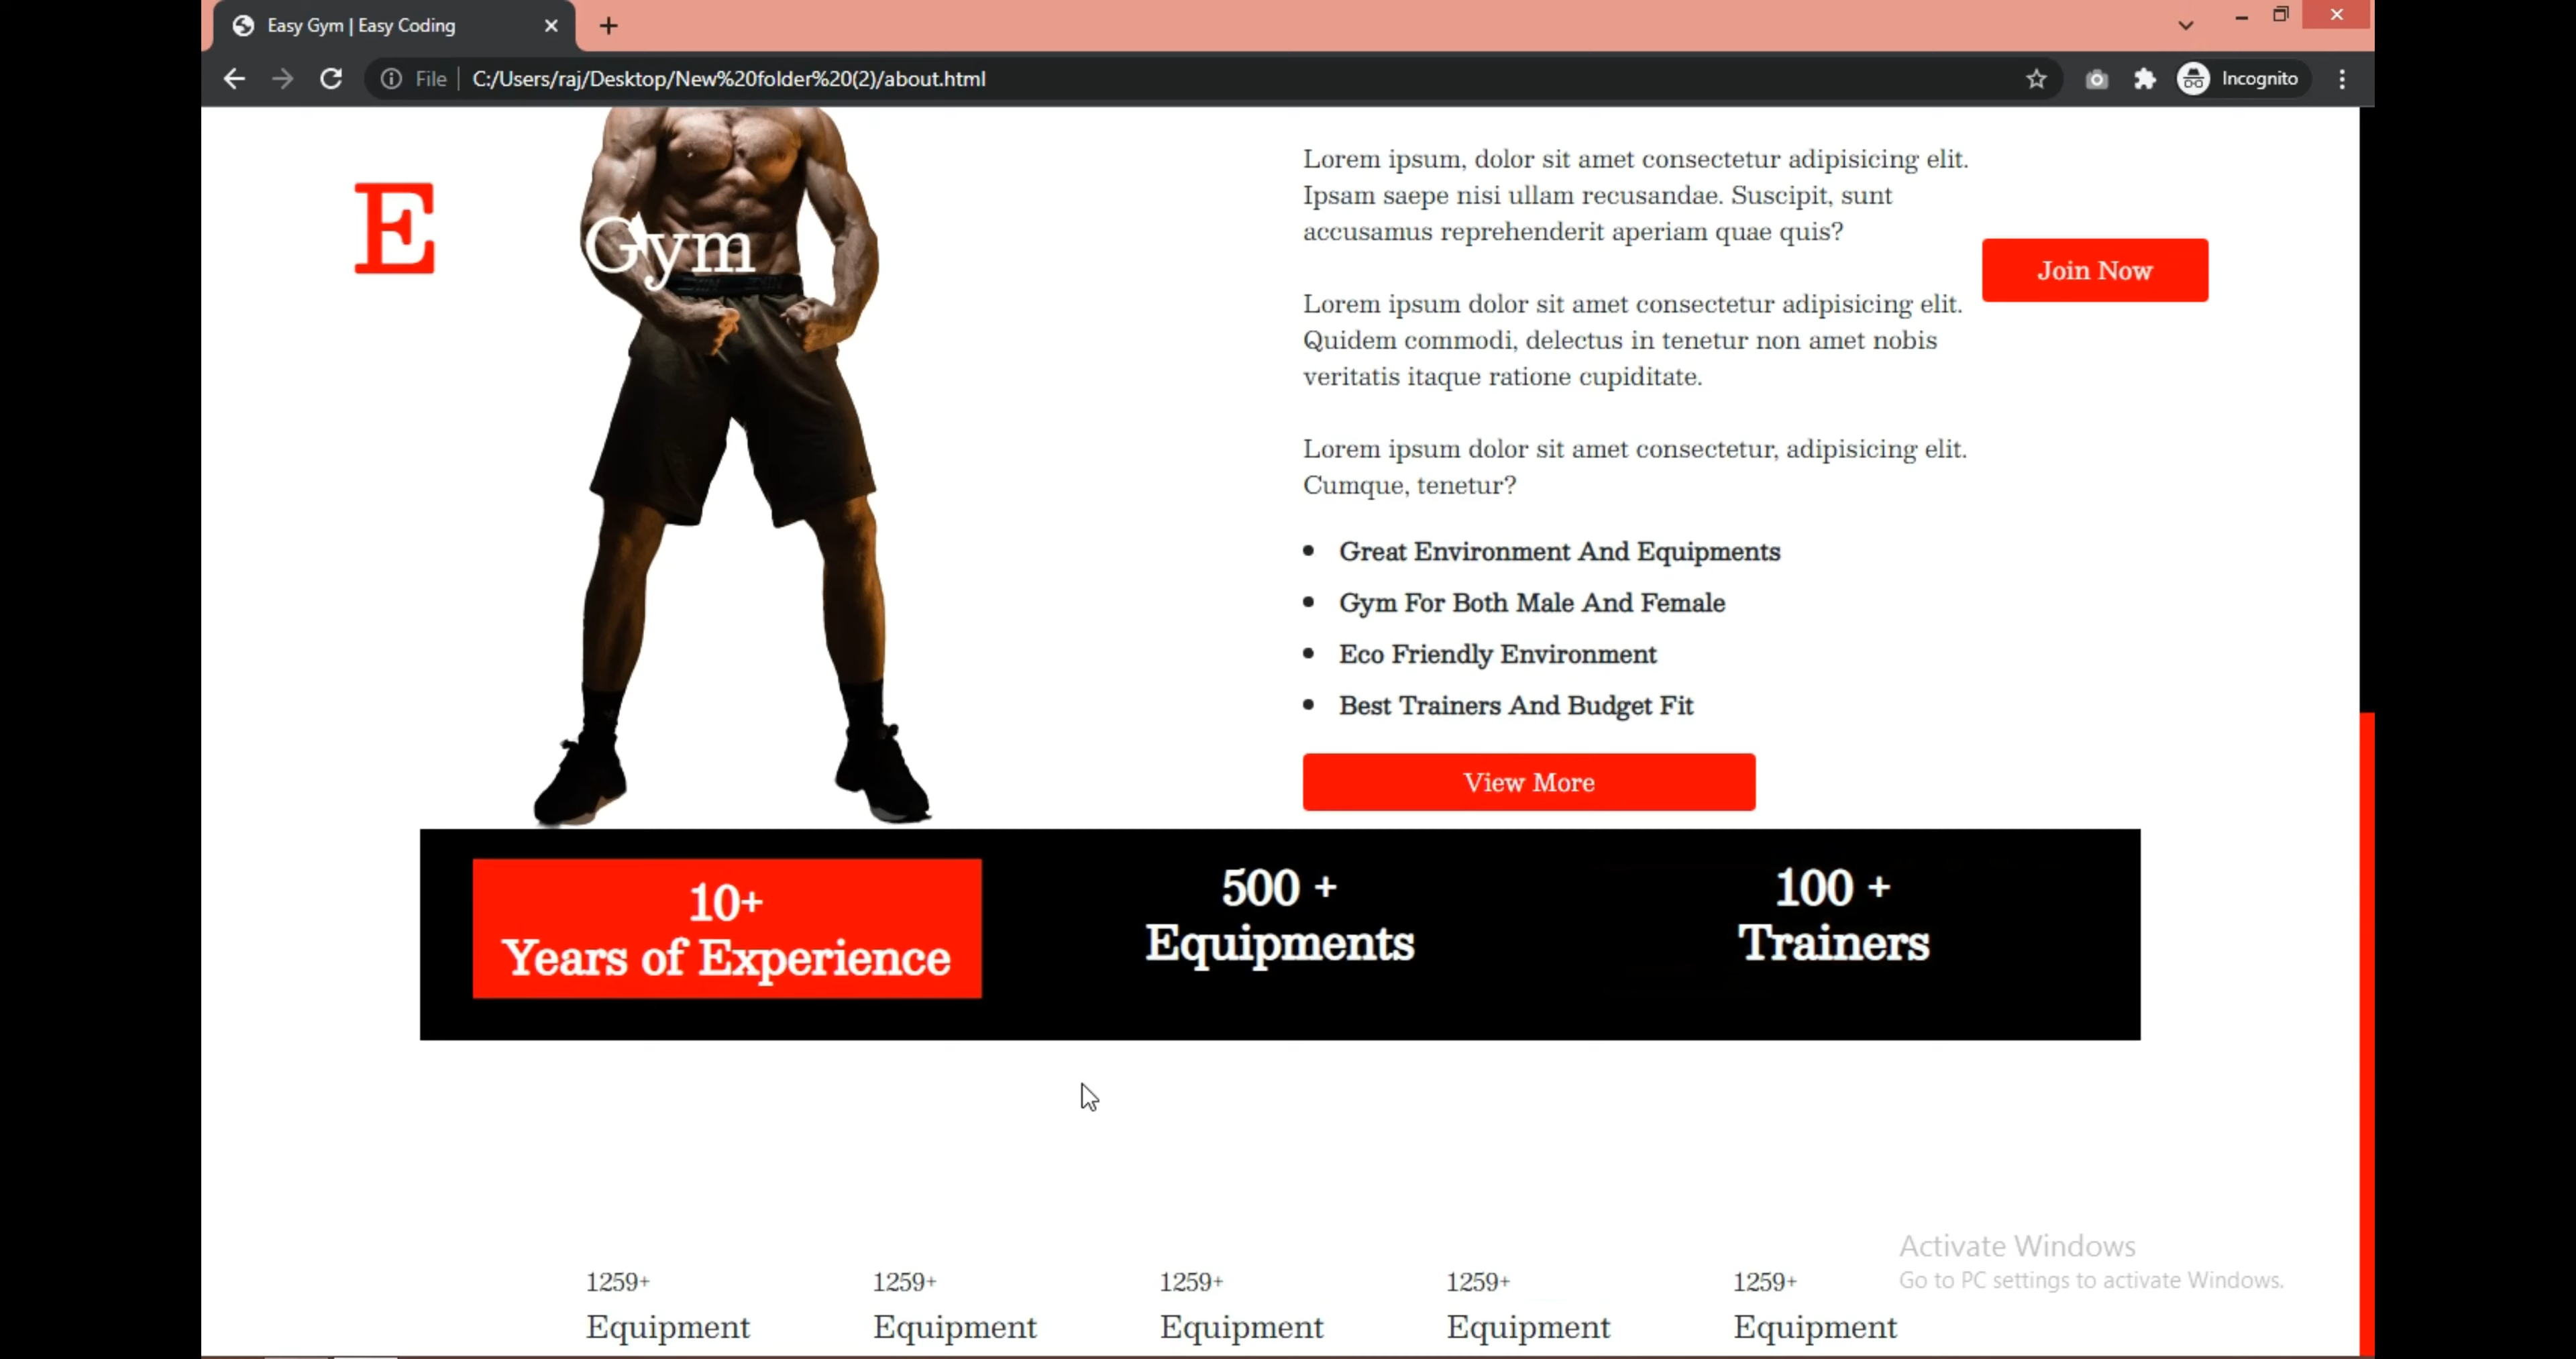 Easy Gym | Easy Coding
File
C:/Users/raj/Desktop/New%20folder%20(2)/about.html
Incognito
E
Gym
Lorem ipsum, dolor sit amet consectetur adipisicing elit.
Ipsam saepe nisi ullam recusandae. Suscipit, sunt
accusamus reprehenderit aperiam quae quis?
Join Now
Lorem ipsum dolor sit amet consectetur adipisicing elit.
Quidem commodi, delectus in tenetur non amet nobis
veritatis itaque ratione cupiditate.
Lorem ipsum dolor sit amet consectetur, adipisicing elit.
Cumque, tenetur?
• Great Environment And Equipments
• Gym For Both Male And Female
• Eco Friendly Environment
• Best Trainers And Budget Fit
View More
10+
Years of Experience
500 +
Equipments
100 +
Trainers
1259+
Equipment
1259+
Equipment
1259+
Equipment
1259+
Equipment
1259+
Equipment
Activate Windows
Go to PC settings to activate Windows.